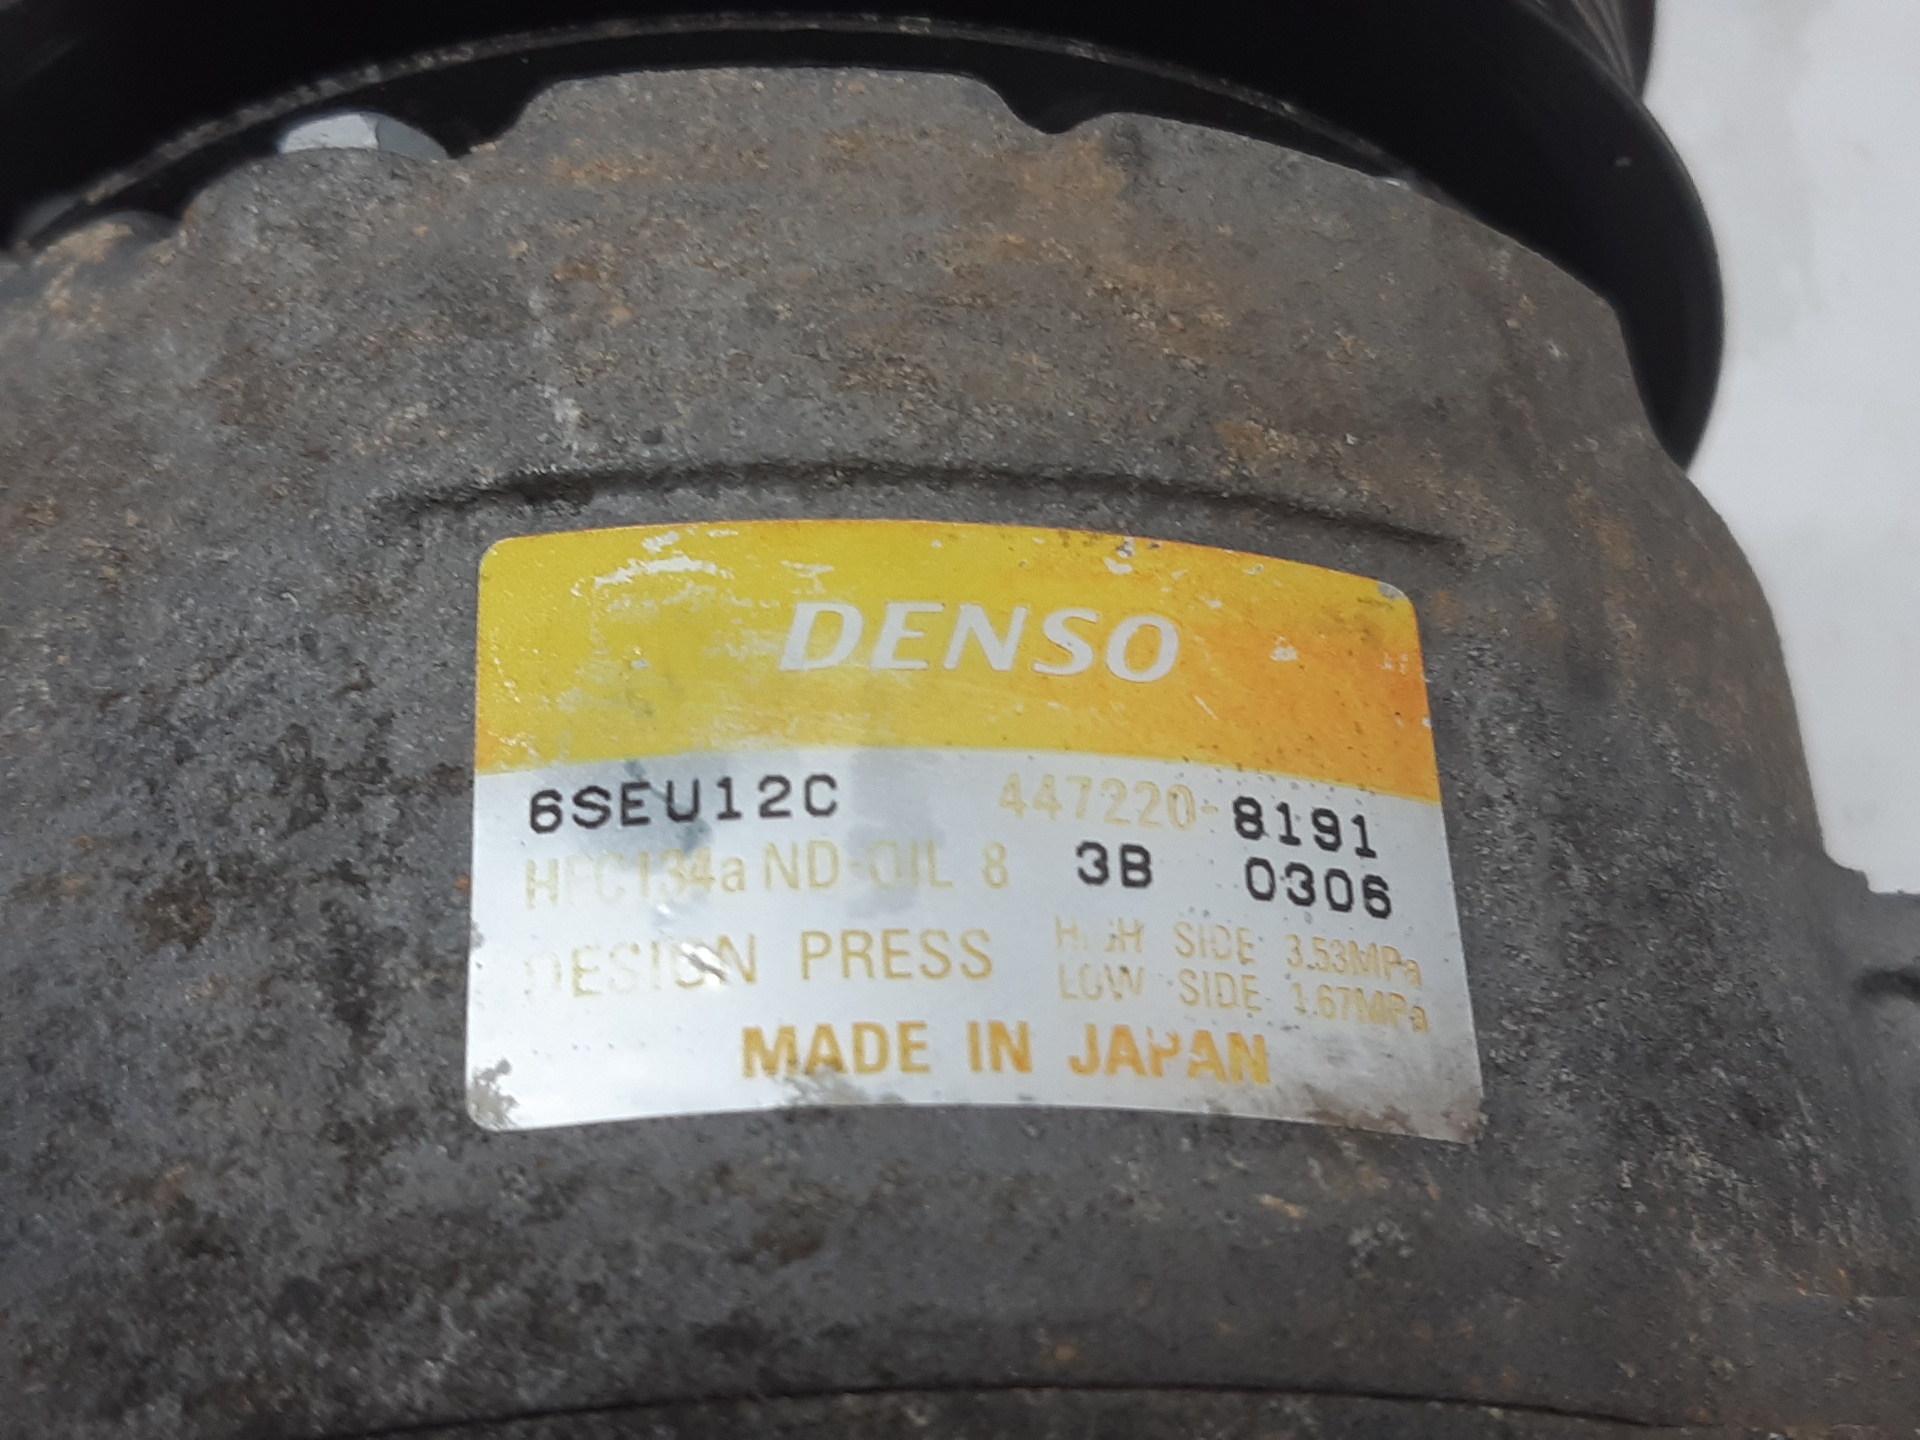 DENSO
6SEU12C 447220-8191
HFC134a ND-OIL 8 3B 0306
DESIGN PRESS HIGH SIDE 3.53MPa
LOW SIDE 1.67MPa
MADE IN JAPAN